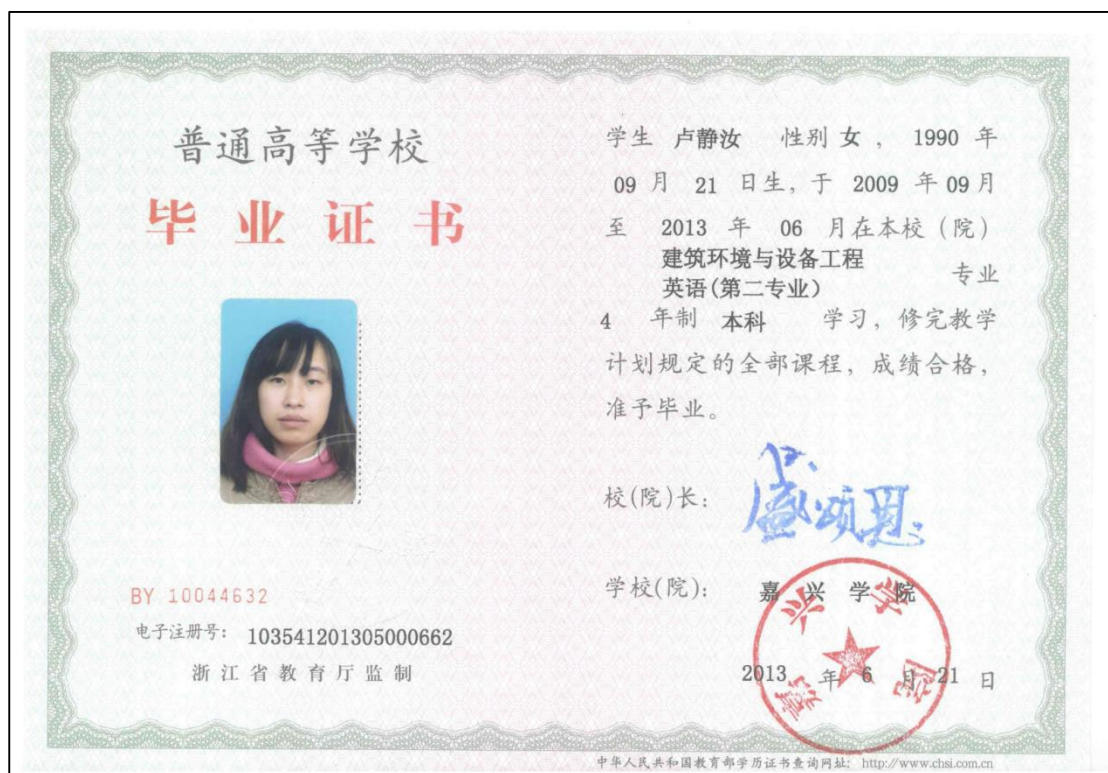 普通高等学校
毕业证书
BY 10044632
电子注册号: 103541201305000662
浙江省教育厅监制
学生 卢静汝 性别 女 , 1990 年
09 月 21 日生, 于 2009 年 09 月
至 2013 年 06 月在本校 (院)
建筑环境与设备工程
英语(第二专业) 专业
4 年制 本科 学习, 修完教学
计划规定的全部课程, 成绩合格,
准予毕业。
校(院)长: 盛颂恩
学校(院): 嘉兴学院
嘉兴学院
2013 年 6 月 21 日
中华人民共和国教育部学历证书查询网址: http://www.chsi.com.cn